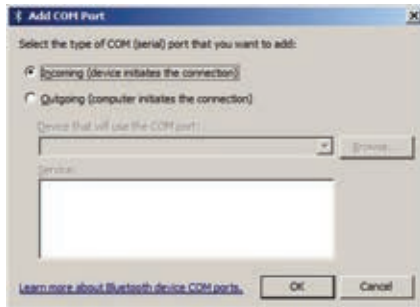 Add COM Port
Select the type of COM (serial) port that you want to add:
Incoming (device initiates the connection)
Outgoing (computer initiates the connection)
Device that will use the COM port:
Browse...
Service:
Learn more about Bluetooth device COM ports.
OK
Cancel